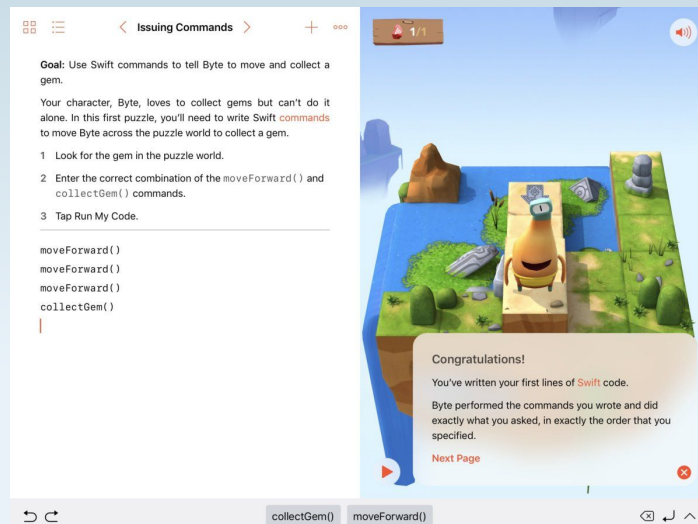 Issuing Commands
1/1
Goal: Use Swift commands to tell Byte to move and collect a
gem.
Your character, Byte, loves to collect gems but can't do it
alone. In this first puzzle, you'll need to write Swift commands
to move Byte across the puzzle world to collect a gem.
1 Look for the gem in the puzzle world.
2 Enter the correct combination of the moveForward() and
collectGem() commands.
3 Tap Run My Code.
moveForward()
moveForward()
moveForward()
collectGem()
Congratulations!
You've written your first lines of Swift code.
Byte performed the commands you wrote and did
exactly what you asked, in exactly the order that you
specified.
Next Page
collectGem() moveForward()